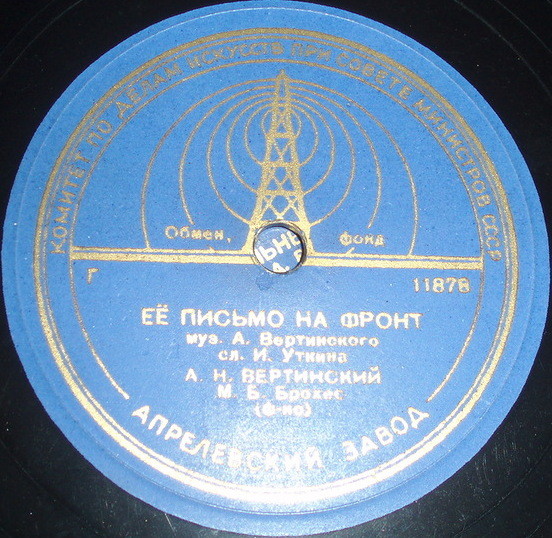 КОМИТЕТ ПО ДЕЛАМ ИСКУССТВ ПРИ СОВЕТЕ МИНИСТРОВ СССР
Обмен. фонд
Г 11878
ЕЁ ПИСЬМО НА ФРОНТ
муз. А. Вертинского
сл. И. Уткина
А. Н. ВЕРТИНСКИЙ
М. Б. Брохес
(ф-но)
АПРЕЛЕВСКИЙ ЗАВОД